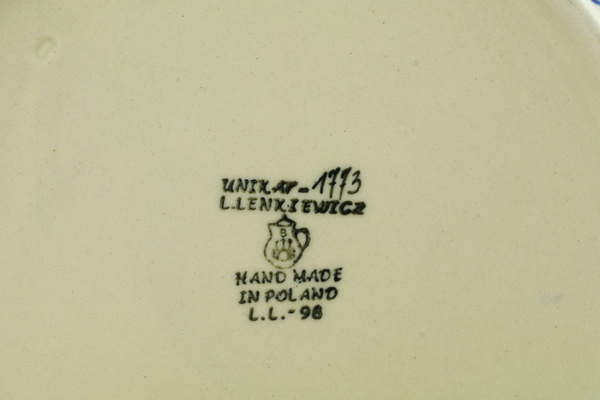 UNIKAT-1773
L.LENKIEWICZ
B
HAND MADE
IN POLAND
L.L.-98